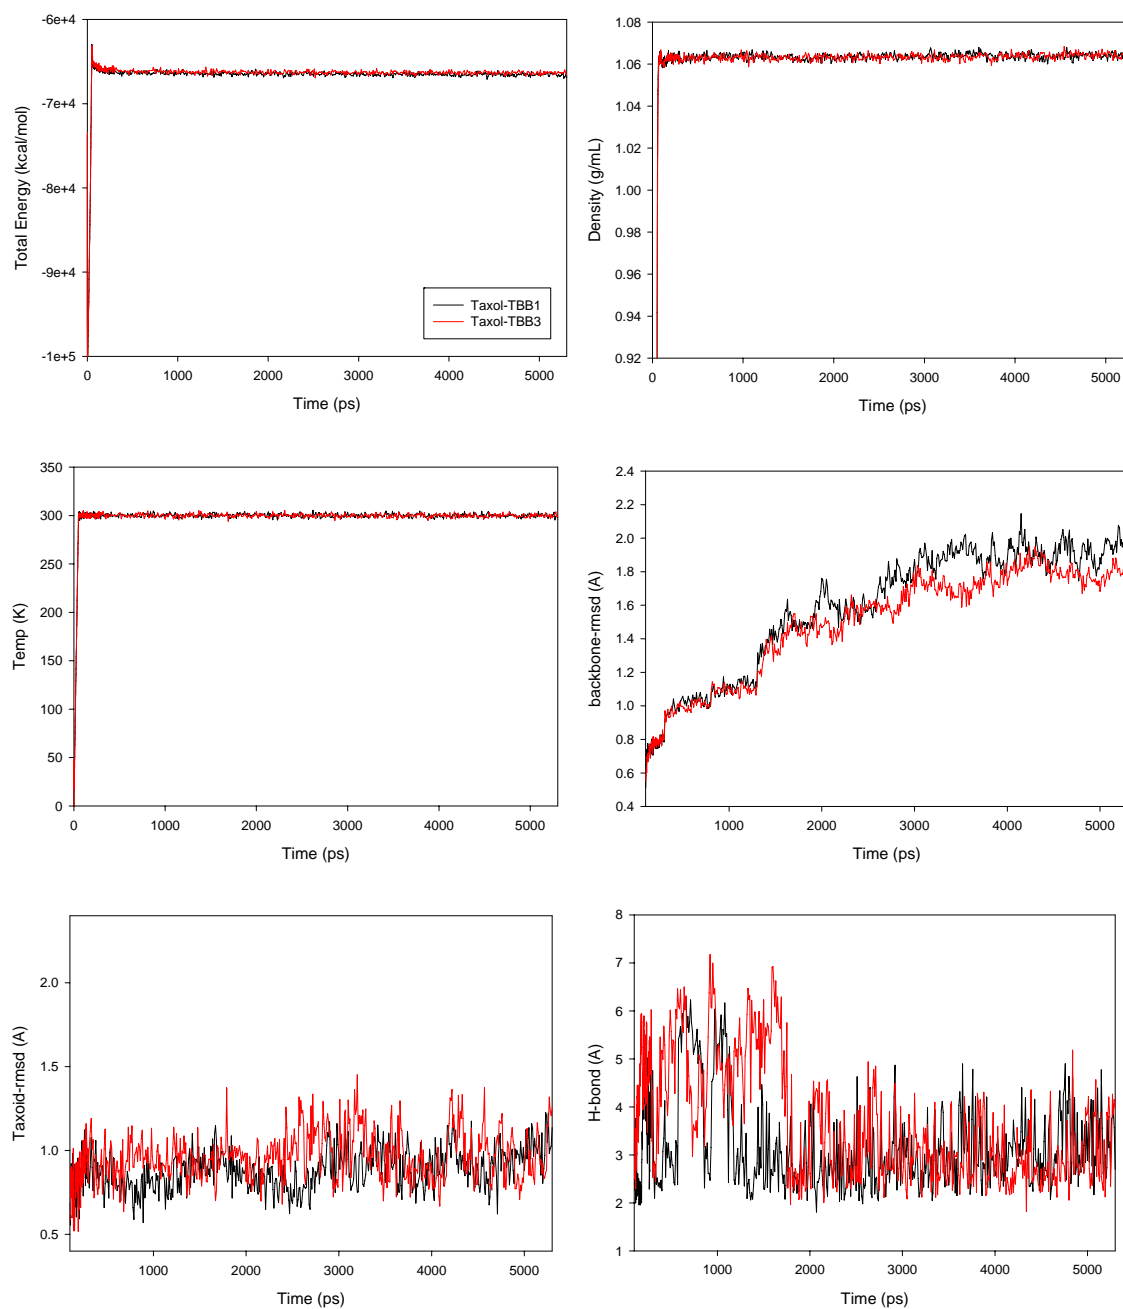 Total Energy (kcal/mol)
-6e+4
-7e+4
-8e+4
-9e+4
-1e+5
Taxol-TBB1
Taxol-TBB3
0 1000 2000 3000 4000 5000
Time (ps)
Density (g/mL)
1.08
1.06
1.04
1.02
1.00
0.98
0.96
0.94
0.92
0 1000 2000 3000 4000 5000
Time (ps)
Temp (K)
350
300
250
200
150
100
50
0
0 1000 2000 3000 4000 5000
Time (ps)
backbone-rmsd (A)
2.4
2.2
2.0
1.8
1.6
1.4
1.2
1.0
0.8
0.6
0.4
1000 2000 3000 4000 5000
Time (ps)
Taxoid-rmsd (A)
2.0
1.5
1.0
0.5
1000 2000 3000 4000 5000
Time (ps)
H-bond (A)
8
7
6
5
4
3
2
1
1000 2000 3000 4000 5000
Time (ps)